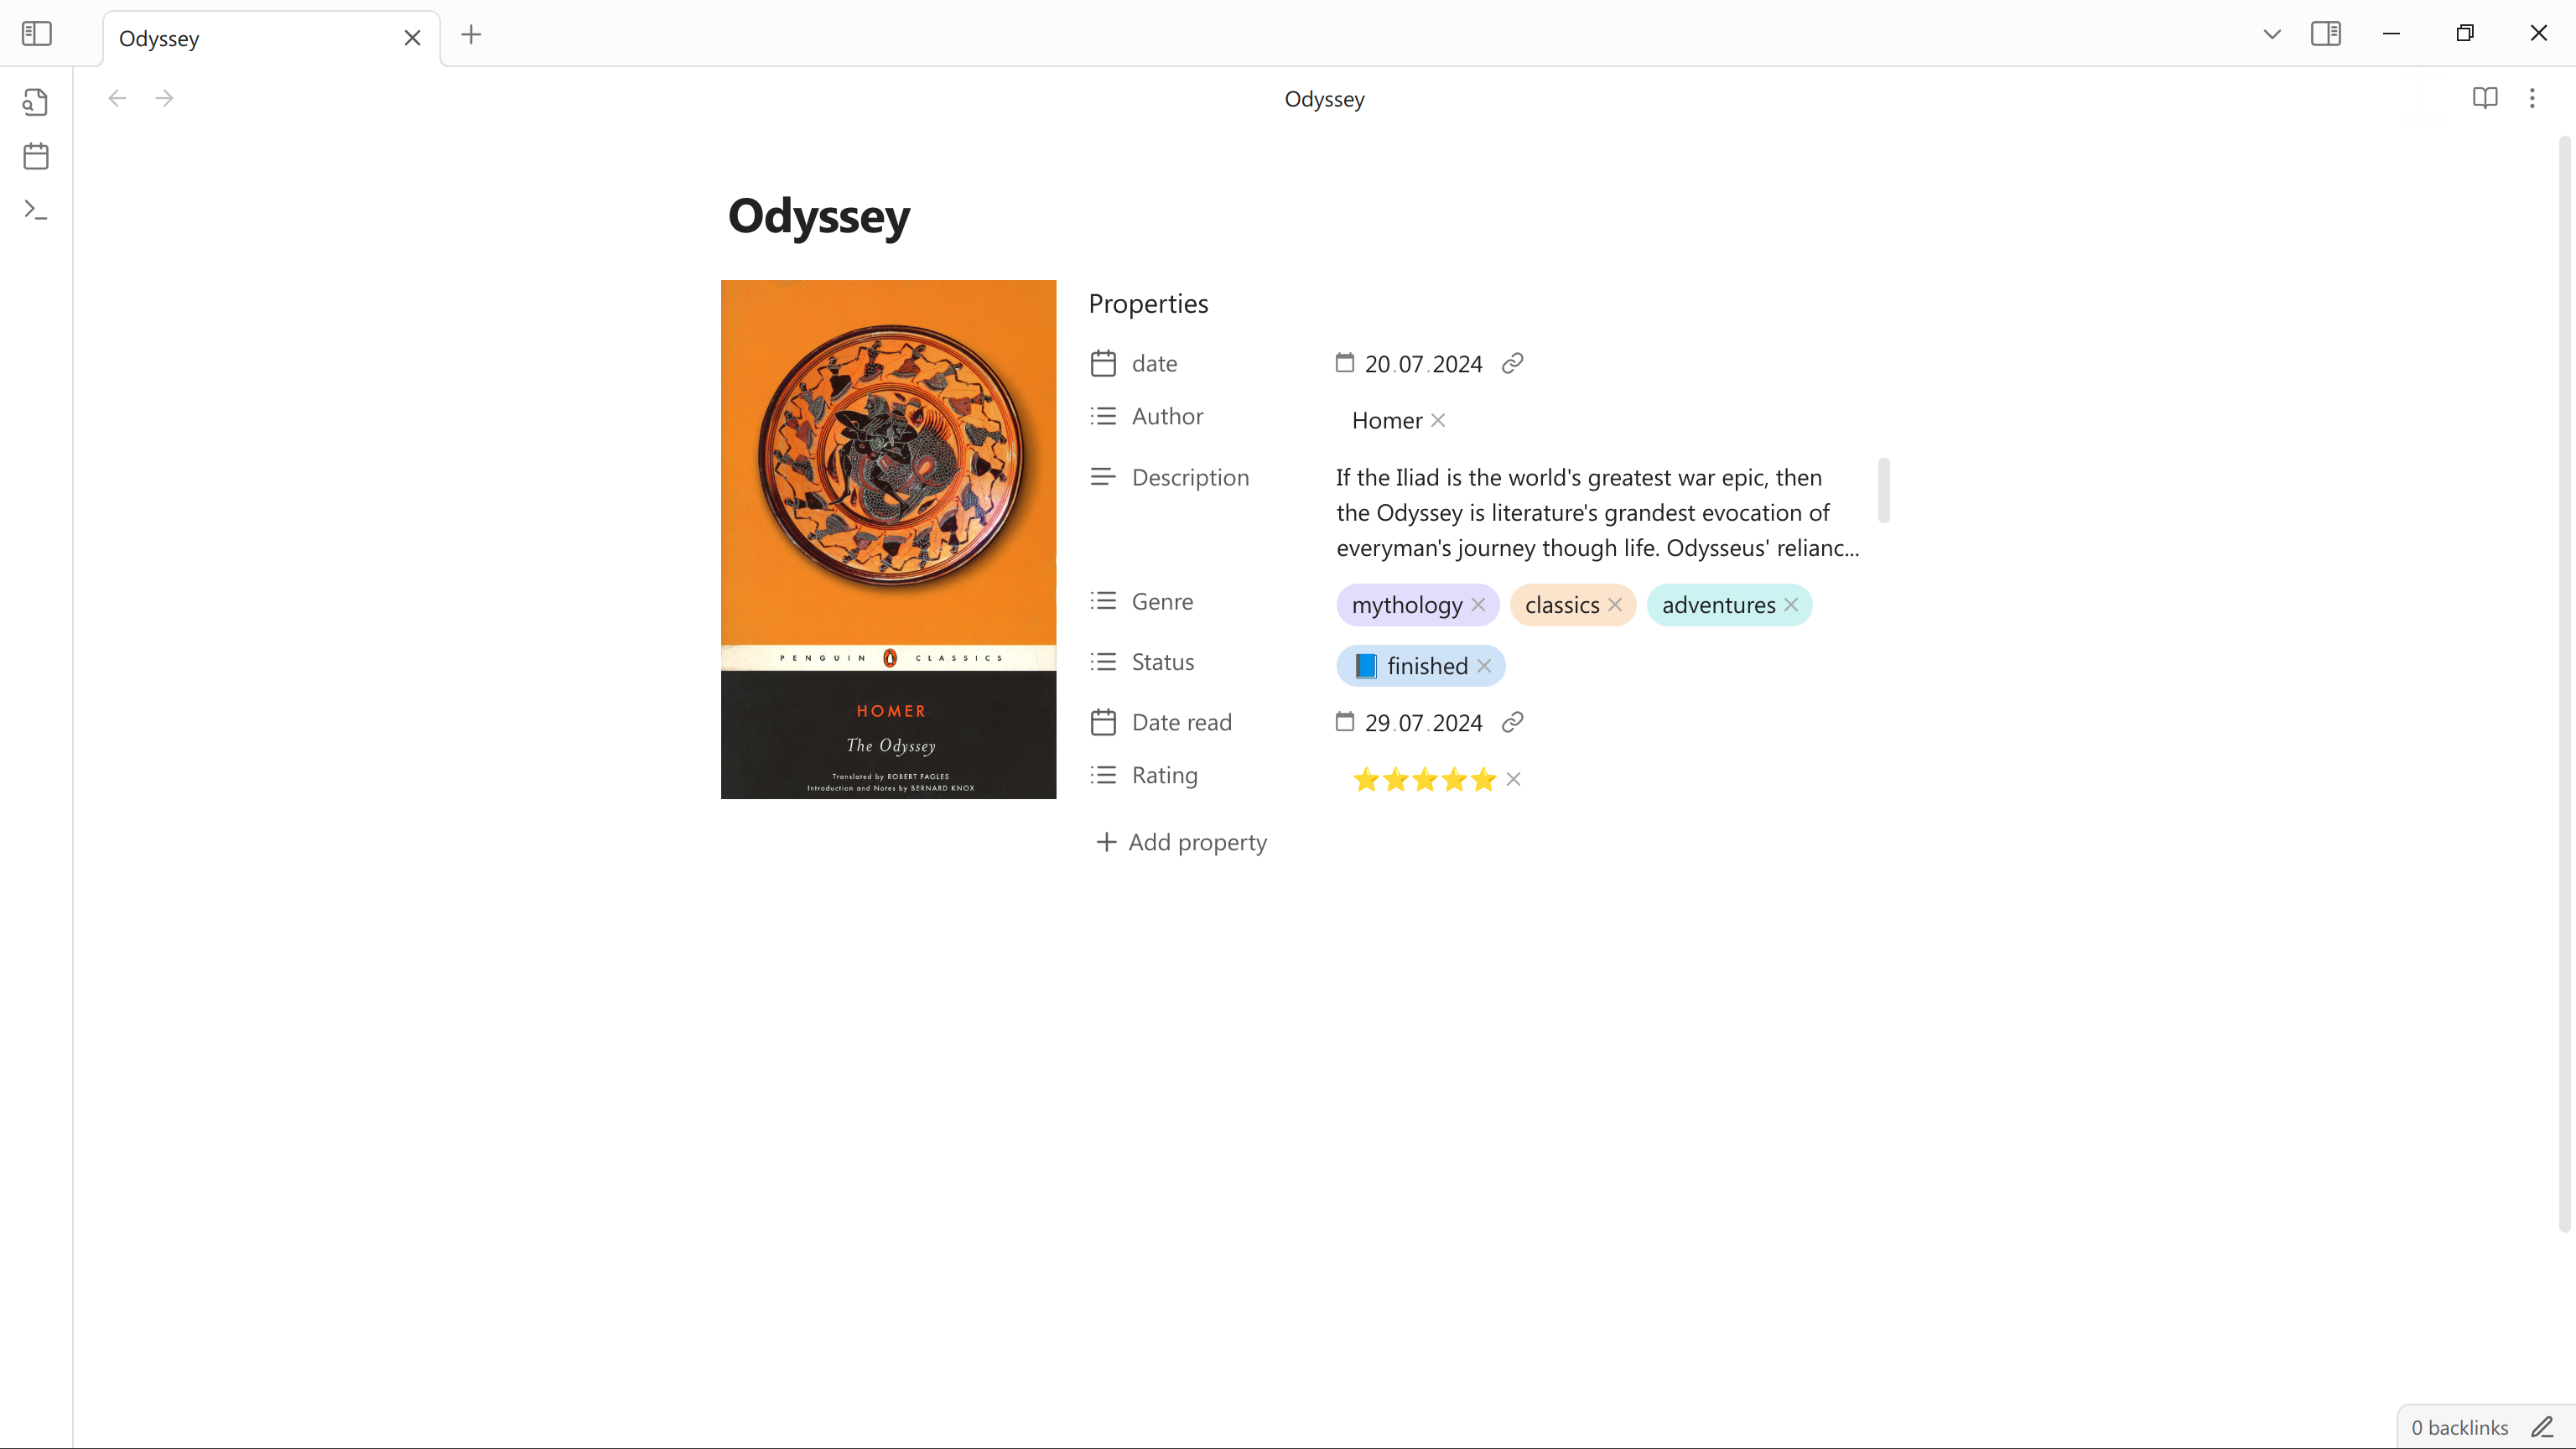 Odyssey
Odyssey
Odyssey
PENGUIN CLASSICS
HOMER
The Odyssey
Translated by ROBERT FAGLES
Introduction and Notes by BERNARD KNOX
Properties
date 20.07.2024
Author Homer
Description If the Iliad is the world's greatest war epic, then
the Odyssey is literature's grandest evocation of
everyman's journey though life. Odysseus' relianc...
Genre mythology classics adventures
Status 📘 finished
Date read 29.07.2024
Rating ⭐⭐⭐⭐⭐
Add property
0 backlinks